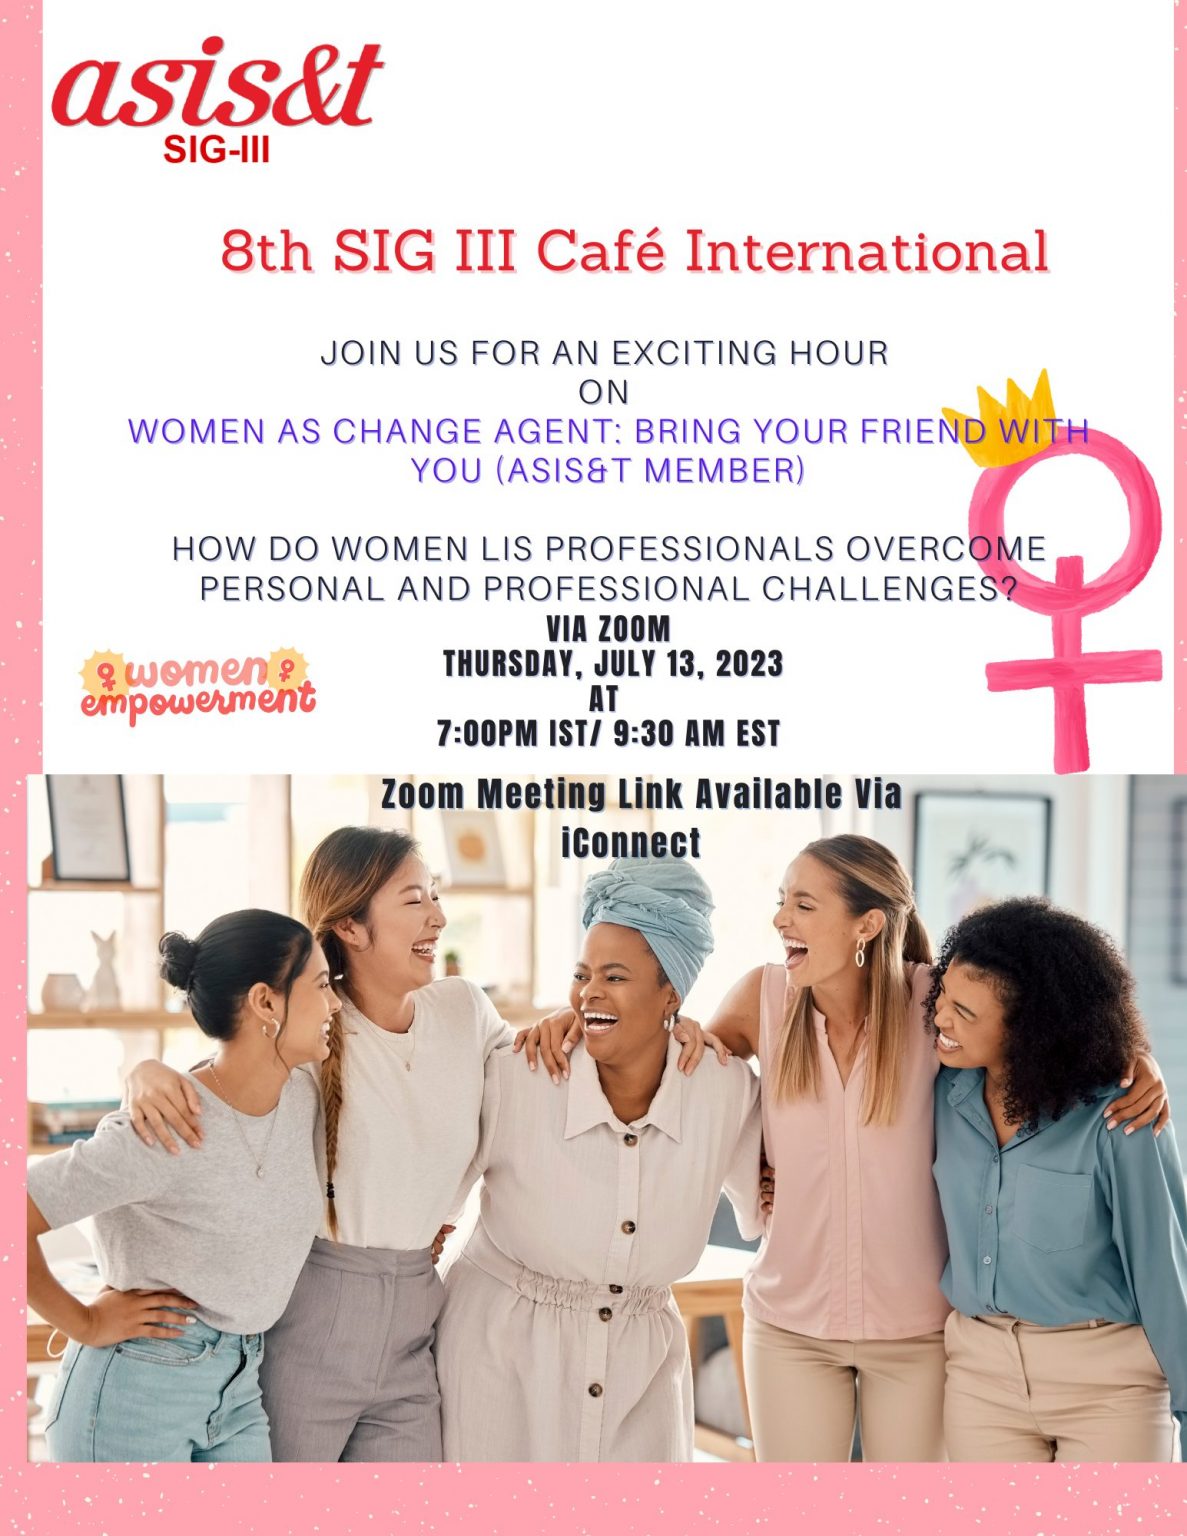 asis&t
SIG-III
8th SIG III Café International
JOIN US FOR AN EXCITING HOUR
ON
WOMEN AS CHANGE AGENT: BRING YOUR FRIEND WITH
YOU (ASIS&T MEMBER)
HOW DO WOMEN LIS PROFESSIONALS OVERCOME
PERSONAL AND PROFESSIONAL CHALLENGES?
VIA ZOOM
THURSDAY, JULY 13, 2023
AT
7:00PM IST/ 9:30 AM EST
women
empowerment
Zoom Meeting Link Available Via
iConnect